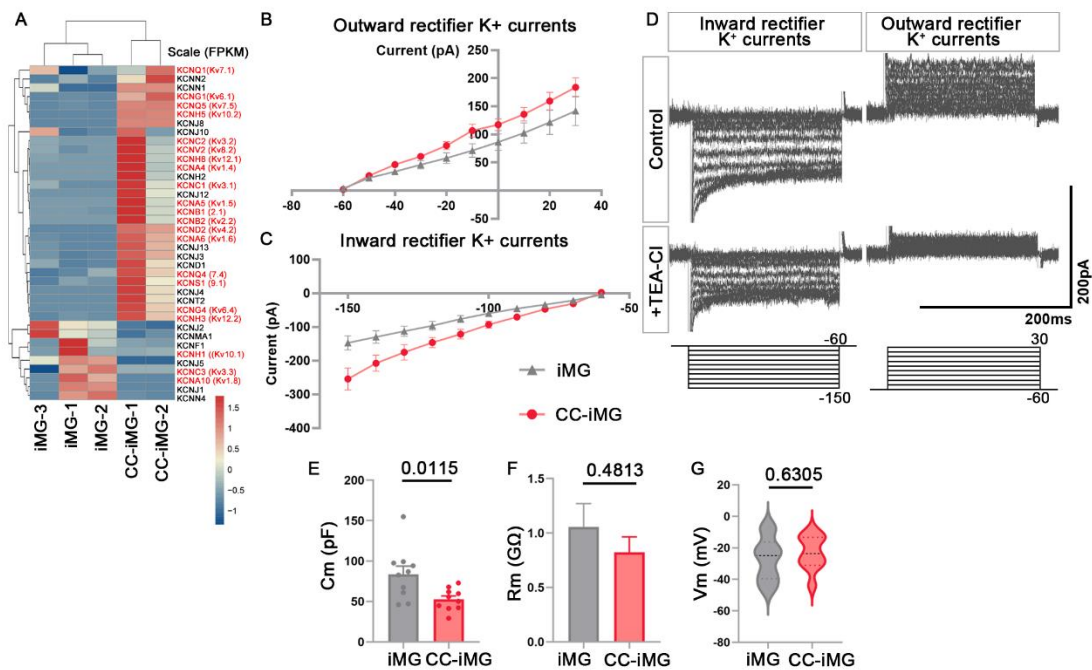 A
Scale (FPKM)
KCNQ1(Kv7.1)
KCNN2
KCNN1
KCNG1(Kv6.1)
KCNQ5 (Kv7.5)
KCNH5 (Kv10.2)
KCNJ8
KCNJ10
KCNC2 (Kv3.2)
KCNV2 (Kv8.2)
KCNH8 (Kv12.1)
KCNA4 (Kv1.4)
KCNH2
KCNC1 (Kv3.1)
KCNJ12
KCNA5 (Kv1.5)
KCNB1 (2.1)
KCNB2 (Kv2.2)
KCND2 (Kv4.2)
KCNA6 (Kv1.6)
KCNJ13
KCNJ3
KCND1
KCNQ4 (7.4)
KCNS1 (9.1)
KCNJ4
KCNT2
KCNG4 (Kv6.4)
KCNH3 (Kv12.2)
KCNJ2
KCNMA1
KCNF1
KCNH1 ((Kv10.1)
KCNJ5
KCNC3 (Kv3.3)
KCNA10 (Kv1.8)
KCNJ1
KCNN4
iMG-3
iMG-1
iMG-2
CC-iMG-1
CC-iMG-2
1.5
1
0.5
0
−0.5
−1
B
Outward rectifier K+ currents
Current (pA)
250
200
150
100
50
-50
-80 -60 -40 -20 0 20 40
C
Inward rectifier K+ currents
Current (pA)
0
-100
-200
-300
-400
-150 -100 -50
iMG
CC-iMG
D
Inward rectifier
K+ currents
Outward rectifier
K+ currents
Control
+TEA-Cl
200pA
200ms
-60
-150
30
-60
E
0.0115
Cm (pF)
200
150
100
50
0
iMG CC-iMG
F
0.4813
Rm (GΩ)
1.5
1.0
0.5
0.0
iMG CC-iMG
G
0.6305
Vm (mV)
20
0
-20
-40
-60
-80
iMG CC-iMG